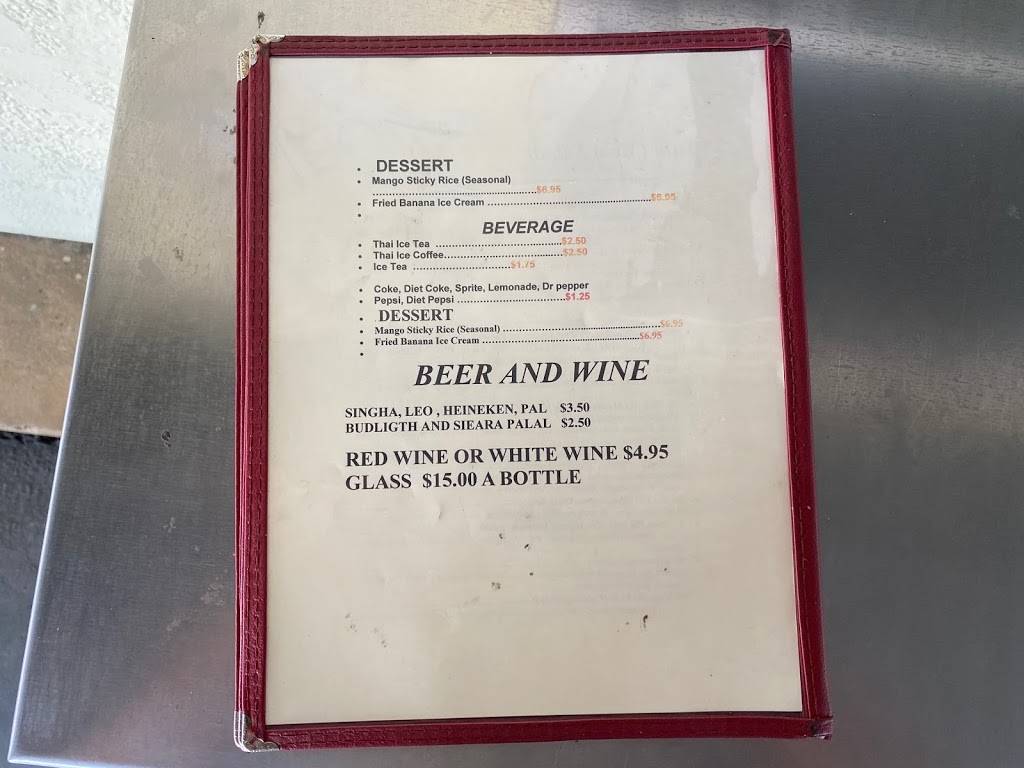 DESSERT
Mango Sticky Rice (Seasonal)
..................................................$6.95
Fried Banana Ice Cream ..................................................$5.95
BEVERAGE
Thai Ice Tea ........................................$2.50
Thai Ice Coffee......................................$2.50
Ice Tea ..............................$1.75
Coke, Diet Coke, Sprite, Lemonade, Dr pepper
Pepsi, Diet Pepsi ..................................$1.25
DESSERT
Mango Sticky Rice (Seasonal) ..................................................$6.95
Fried Banana Ice Cream ..................................................$6.95
BEER AND WINE
SINGHA, LEO , HEINEKEN, PAL $3.50
BUDLIGTH AND SIEARA PALAL $2.50
RED WINE OR WHITE WINE $4.95
GLASS $15.00 A BOTTLE